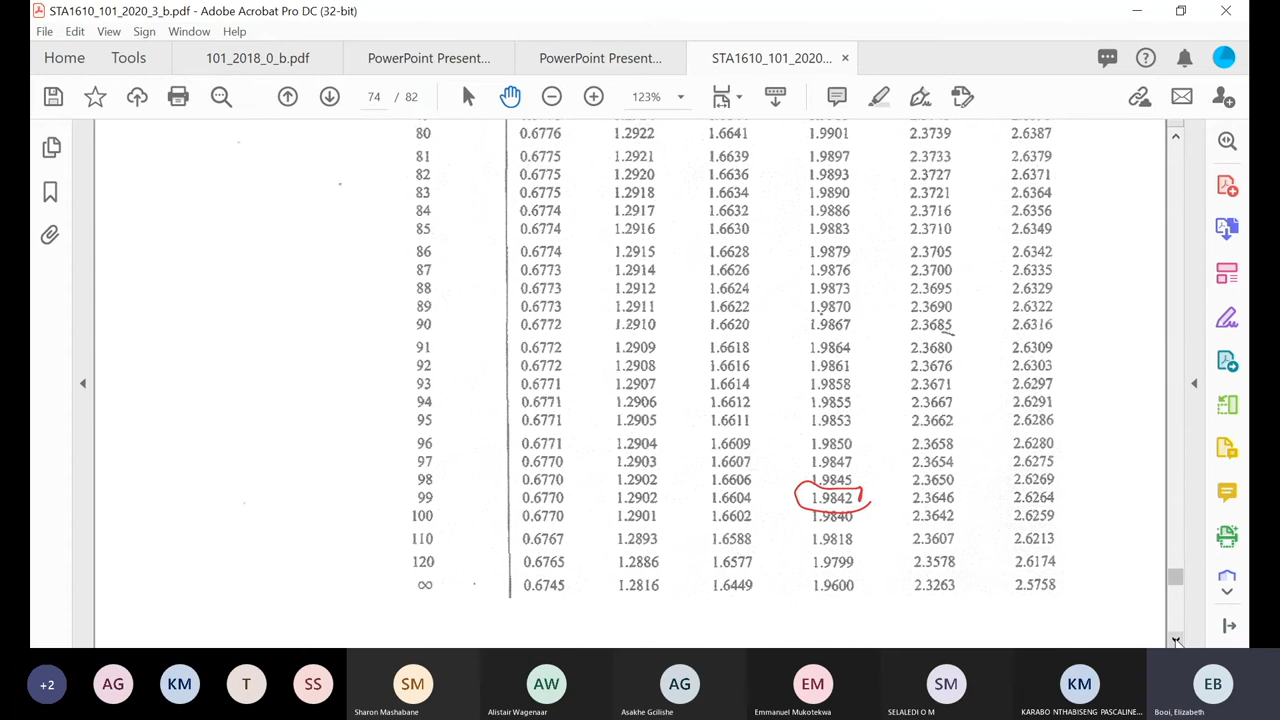 STA1610_101_2020_3_b.pdf - Adobe Acrobat Pro DC (32-bit)
File Edit View Sign Window Help
Home Tools 101_2018_0_b.pdf PowerPoint Present... PowerPoint Present... STA1610_101_2020... ×
74 / 82 123%
80 0.6776 1.2922 1.6641 1.9901 2.3739 2.6387
81 0.6775 1.2921 1.6639 1.9897 2.3733 2.6379
82 0.6775 1.2920 1.6636 1.9893 2.3727 2.6371
83 0.6775 1.2918 1.6634 1.9890 2.3721 2.6364
84 0.6774 1.2917 1.6632 1.9886 2.3716 2.6356
85 0.6774 1.2916 1.6630 1.9883 2.3710 2.6349
86 0.6774 1.2915 1.6628 1.9879 2.3705 2.6342
87 0.6773 1.2914 1.6626 1.9876 2.3700 2.6335
88 0.6773 1.2912 1.6624 1.9873 2.3695 2.6329
89 0.6773 1.2911 1.6622 1.9870 2.3690 2.6322
90 0.6772 1.2910 1.6620 1.9867 2.3685 2.6316
91 0.6772 1.2909 1.6618 1.9864 2.3680 2.6309
92 0.6772 1.2908 1.6616 1.9861 2.3676 2.6303
93 0.6771 1.2907 1.6614 1.9858 2.3671 2.6297
94 0.6771 1.2906 1.6612 1.9855 2.3667 2.6291
95 0.6771 1.2905 1.6611 1.9853 2.3662 2.6286
96 0.6771 1.2904 1.6609 1.9850 2.3658 2.6280
97 0.6770 1.2903 1.6607 1.9847 2.3654 2.6275
98 0.6770 1.2902 1.6606 1.9845 2.3650 2.6269
99 0.6770 1.2902 1.6604 1.9842 2.3646 2.6264
100 0.6770 1.2901 1.6602 1.9840 2.3642 2.6259
110 0.6767 1.2893 1.6588 1.9818 2.3607 2.6213
120 0.6765 1.2886 1.6577 1.9799 2.3578 2.6174
∞ 0.6745 1.2816 1.6449 1.9600 2.3263 2.5758
+2 AG KM T SS SM AW AG EM SM KM EB
Sharon Mashabane Alistair Wagenaar Asakhe Gcilishe Emmanuel Mukotekwa SELALEDI O M KARABO NTHABISENG PASCALINE... Booi, Elizabeth